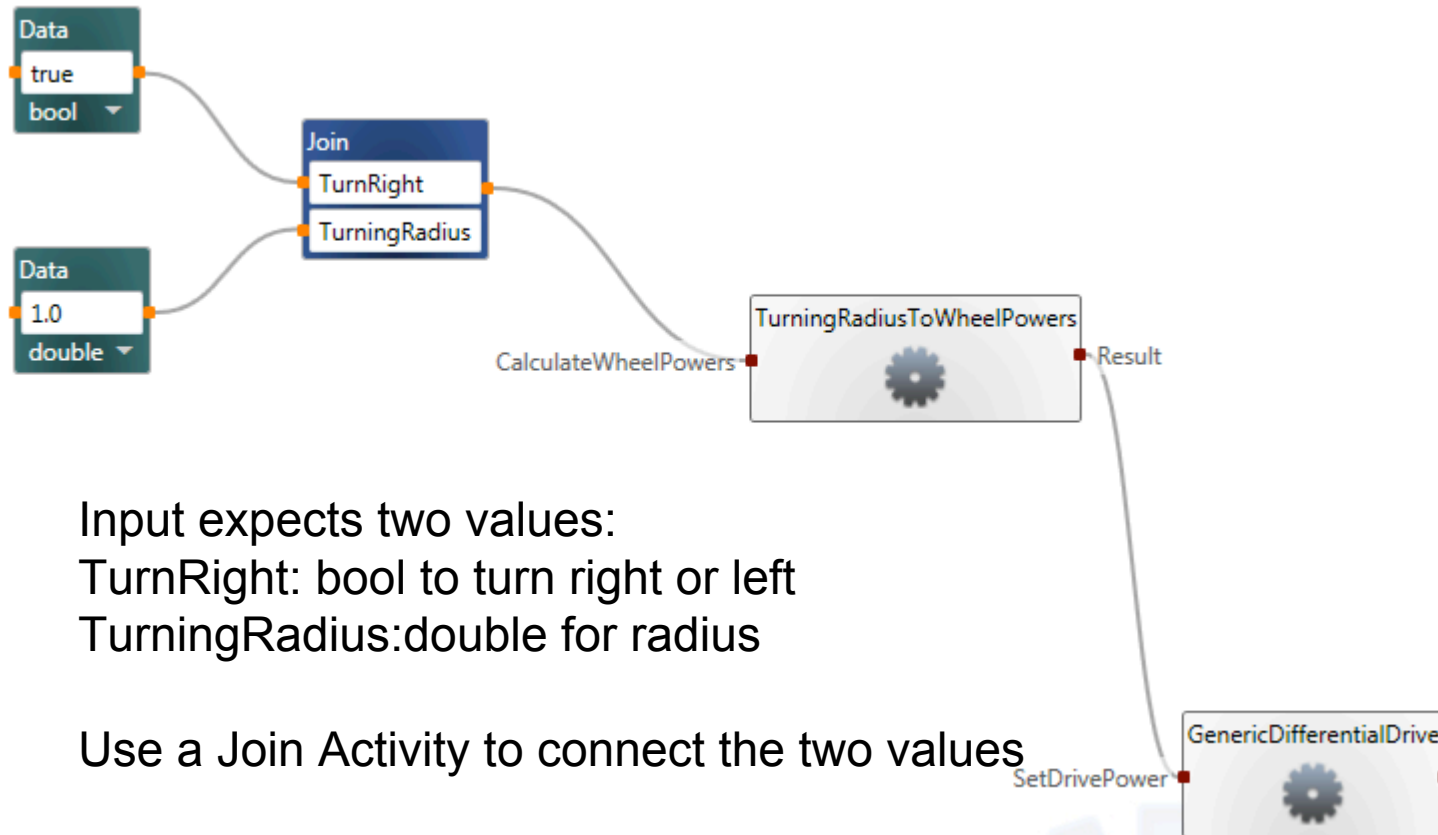 Data
true
bool
Join
TurnRight
TurningRadius
Data
1.0
double
TurningRadiusToWheelPowers
CalculateWheelPowers
Result
Input expects two values:
TurnRight: bool to turn right or left
TurningRadius:double for radius
Use a Join Activity to connect the two values
GenericDifferentialDrive
SetDrivePower